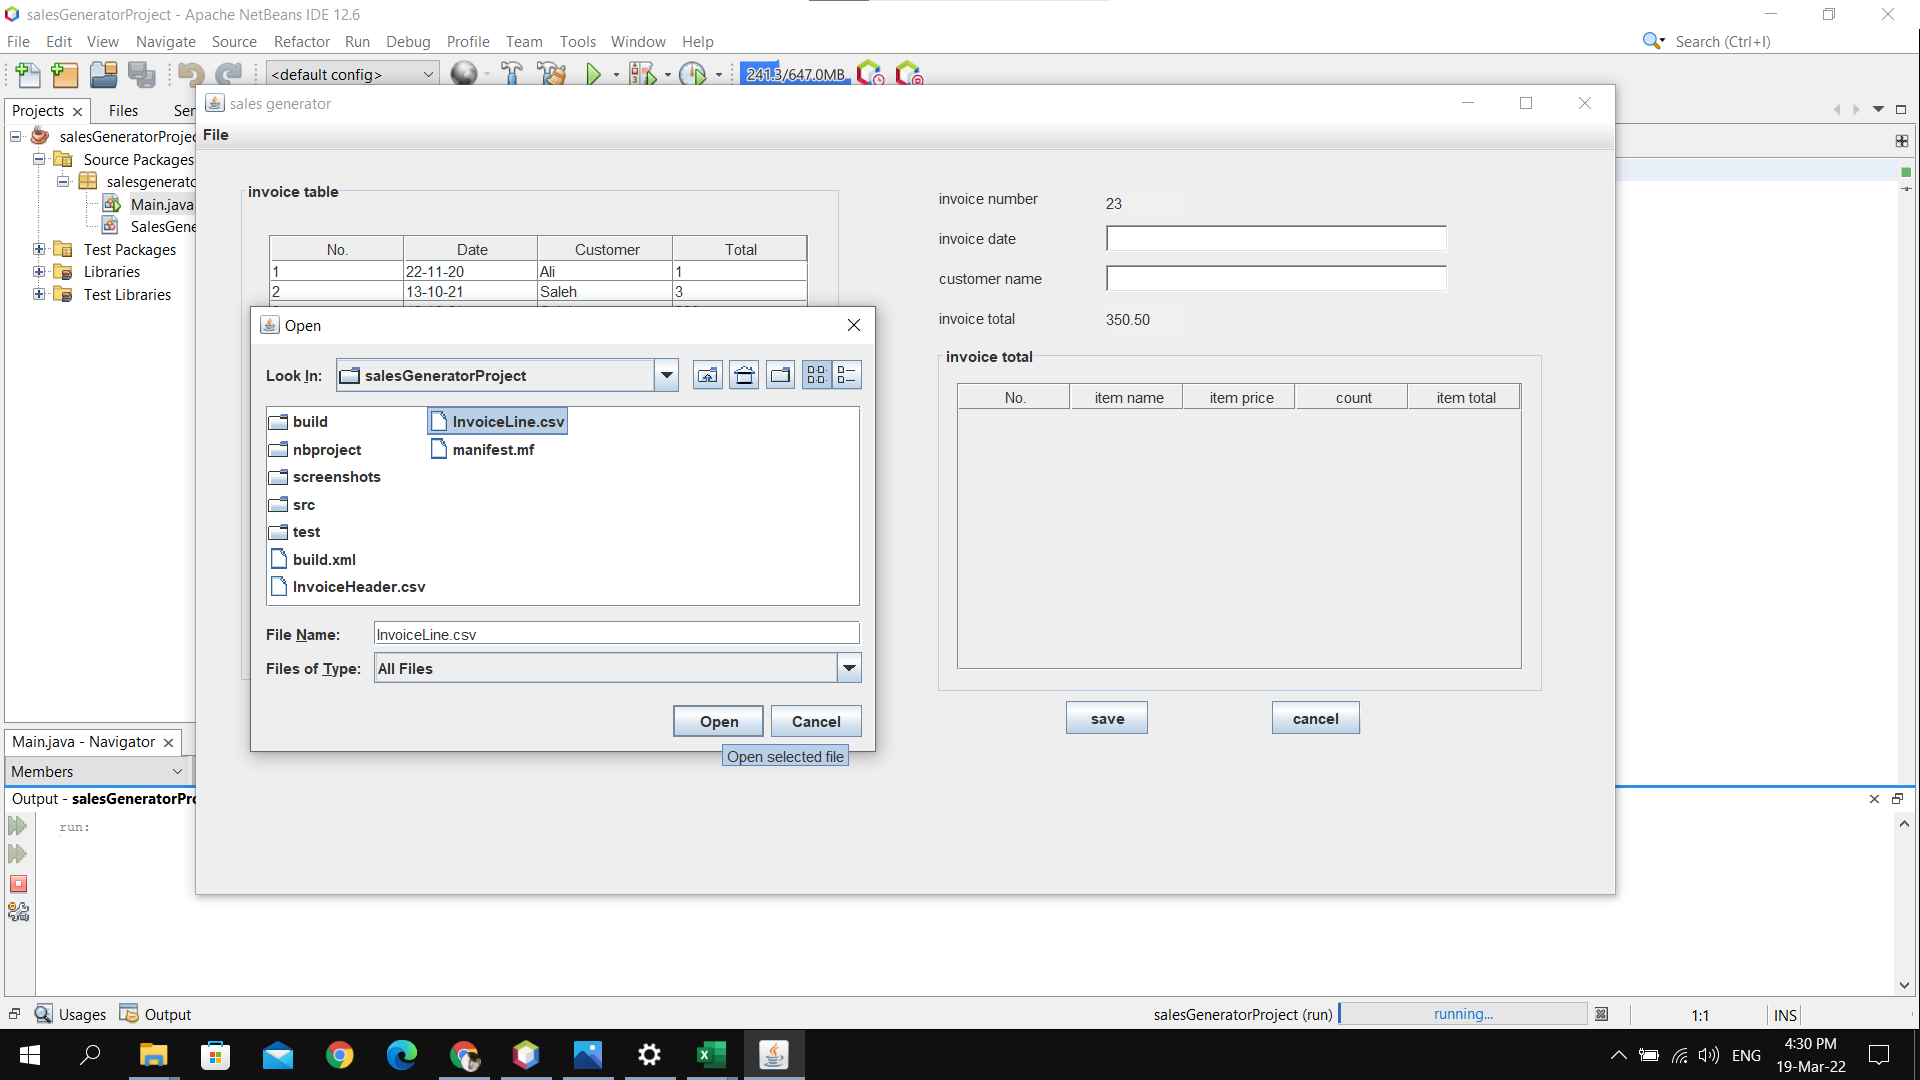 salesGeneratorProject - Apache NetBeans IDE 12.6
File Edit View Navigate Source Refactor Run Debug Profile Team Tools Window Help
Search (Ctrl+I)
<default config>
241.3/647.0MB
Projects Files Ser
sales generator
File
salesGeneratorProjec
Source Packages
salesgenerato
Main.java
SalesGene
Test Packages
Libraries
Test Libraries
invoice table
No. Date Customer Total
1 22-11-20 Ali 1
2 13-10-21 Saleh 3
invoice number 23
invoice date
customer name
invoice total 350.50
invoice total
No. item name item price count item total
save cancel
Open
Look In: salesGeneratorProject
build
nbproject
screenshots
src
test
build.xml
InvoiceHeader.csv
InvoiceLine.csv
manifest.mf
File Name: InvoiceLine.csv
Files of Type: All Files
Open Cancel
Open selected file
Main.java - Navigator
Members
Output - salesGeneratorPro
run:
Usages Output
salesGeneratorProject (run) running... 1:1 INS
ENG
4:30 PM
19-Mar-22